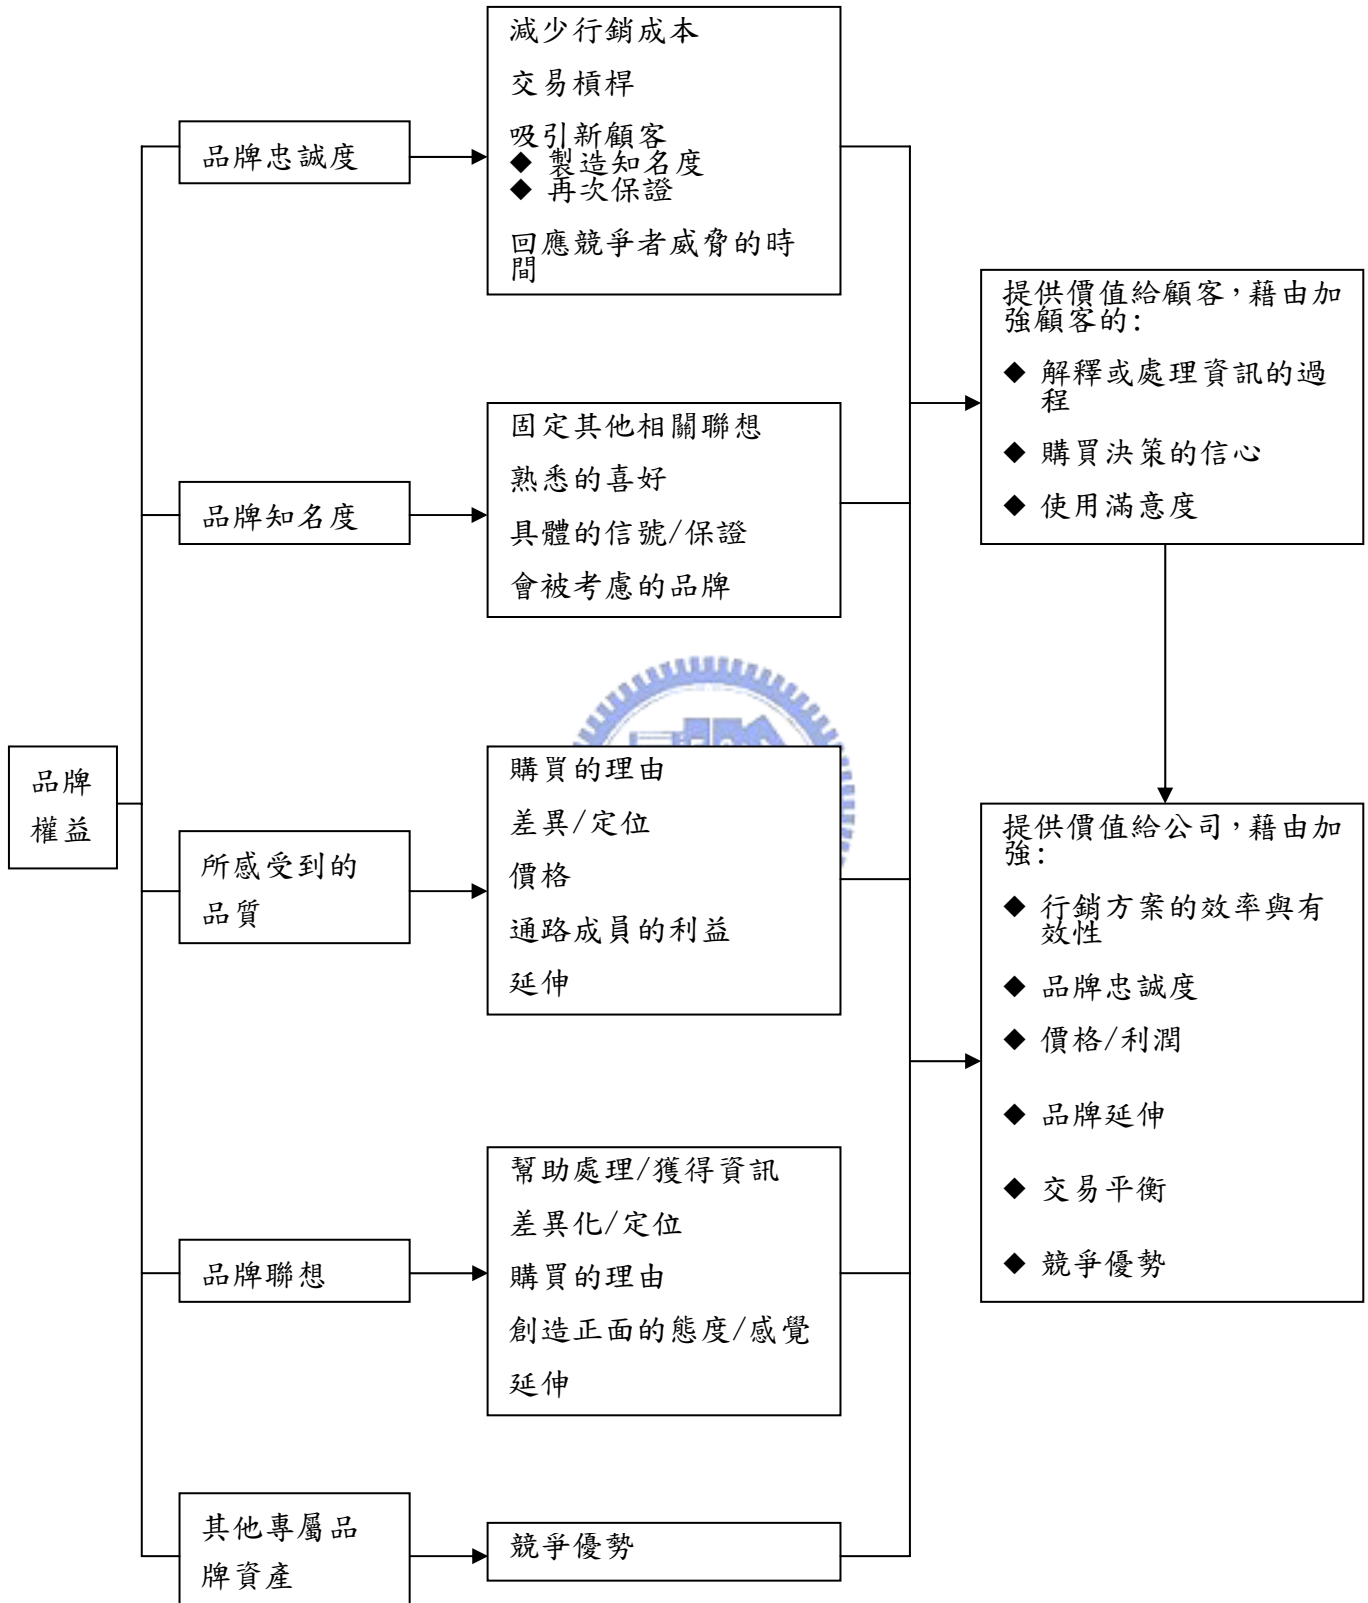 品牌
權益
品牌忠誠度
減少行銷成本
交易槓桿
吸引新顧客
◆ 製造知名度
◆ 再次保證
回應競爭者威脅的時
間
品牌知名度
固定其他相關聯想
熟悉的喜好
具體的信號/保證
會被考慮的品牌
所感受到的
品質
購買的理由
差異/定位
價格
通路成員的利益
延伸
品牌聯想
幫助處理/獲得資訊
差異化/定位
購買的理由
創造正面的態度/感覺
延伸
其他專屬品
牌資產
競爭優勢
提供價值給顧客,藉由加
強顧客的:
◆ 解釋或處理資訊的過
程
◆ 購買決策的信心
◆ 使用滿意度
提供價值給公司,藉由加
強:
◆ 行銷方案的效率與有
效性
◆ 品牌忠誠度
◆ 價格/利潤
◆ 品牌延伸
◆ 交易平衡
◆ 競爭優勢